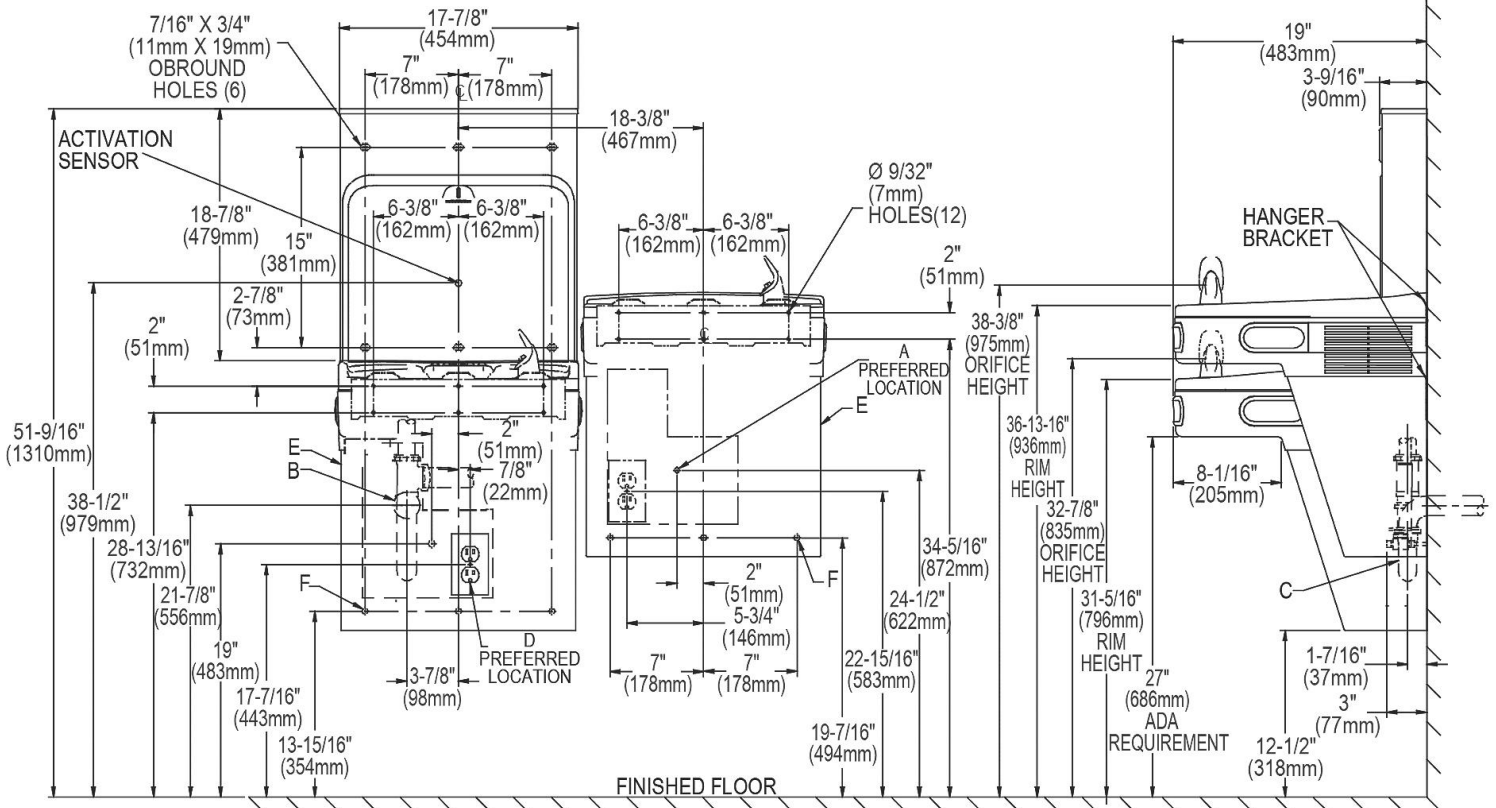 7/16" X 3/4"
(11mm X 19mm)
OBROUND
HOLES (6)
17-7/8"
(454mm)
7"
(178mm)
7"
(178mm)
℄
18-3/8"
(467mm)
ACTIVATION
SENSOR
18-7/8"
(479mm)
15"
(381mm)
2-7/8"
(73mm)
2"
(51mm)
6-3/8"
(162mm)
6-3/8"
(162mm)
6-3/8"
(162mm)
6-3/8"
(162mm)
Ø 9/32"
(7mm)
HOLES(12)
2"
(51mm)
℄
A
PREFERRED
LOCATION
E
51-9/16"
(1310mm)
38-1/2"
(979mm)
28-13/16"
(732mm)
21-7/8"
(556mm)
19"
(483mm)
17-7/16"
(443mm)
13-15/16"
(354mm)
E
B
F
2"
(51mm)
7/8"
(22mm)
3-7/8"
(98mm)
D
PREFERRED
LOCATION
F
2"
(51mm)
5-3/4"
(146mm)
7"
(178mm)
7"
(178mm)
34-5/16"
(872mm)
24-1/2"
(622mm)
22-15/16"
(583mm)
19-7/16"
(494mm)
FINISHED FLOOR
19"
(483mm)
3-9/16"
(90mm)
HANGER
BRACKET
38-3/8"
(975mm)
ORIFICE
HEIGHT
36-13-16"
(936mm)
RIM
HEIGHT
32-7/8"
(835mm)
ORIFICE
HEIGHT
31-5/16"
(796mm)
RIM
HEIGHT
27"
(686mm)
ADA
REQUIREMENT
8-1/16"
(205mm)
C
1-7/16"
(37mm)
3"
(77mm)
12-1/2"
(318mm)